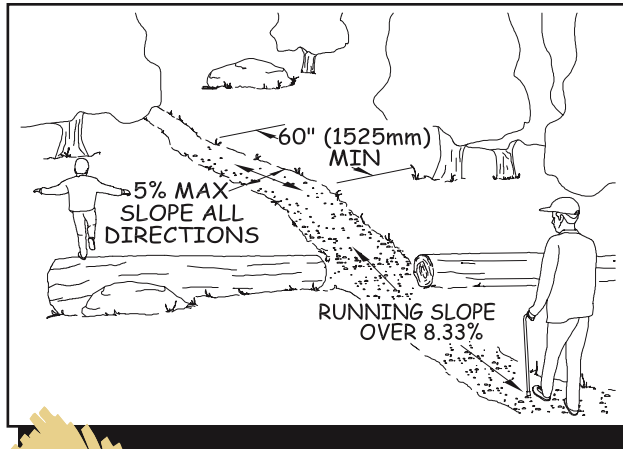 60" (1525mm)
MIN
5% MAX
SLOPE ALL
DIRECTIONS
RUNNING SLOPE
OVER 8.33%